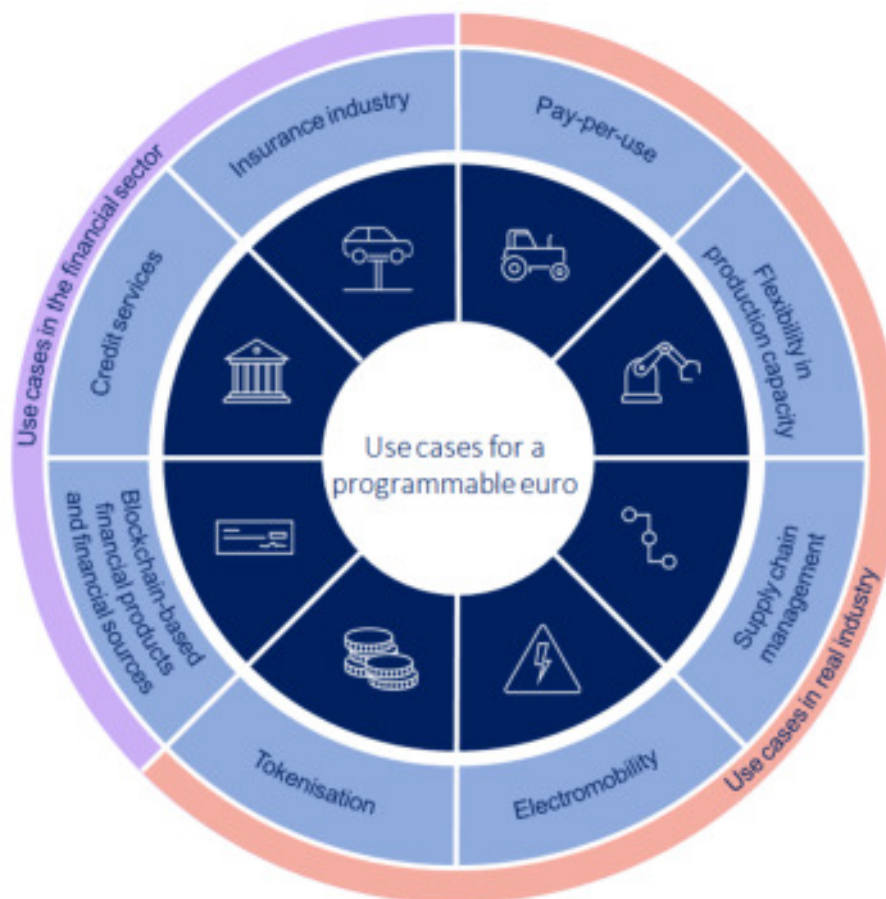 Use cases for a
programmable euro
Pay-per-use
Flexibility in
production capacity
Supply chain
management
Electromobility
Tokenisation
Blockchain-based
financial products
and financial sources
Credit services
Insurance industry
Use cases in the financial sector
Use cases in real industry